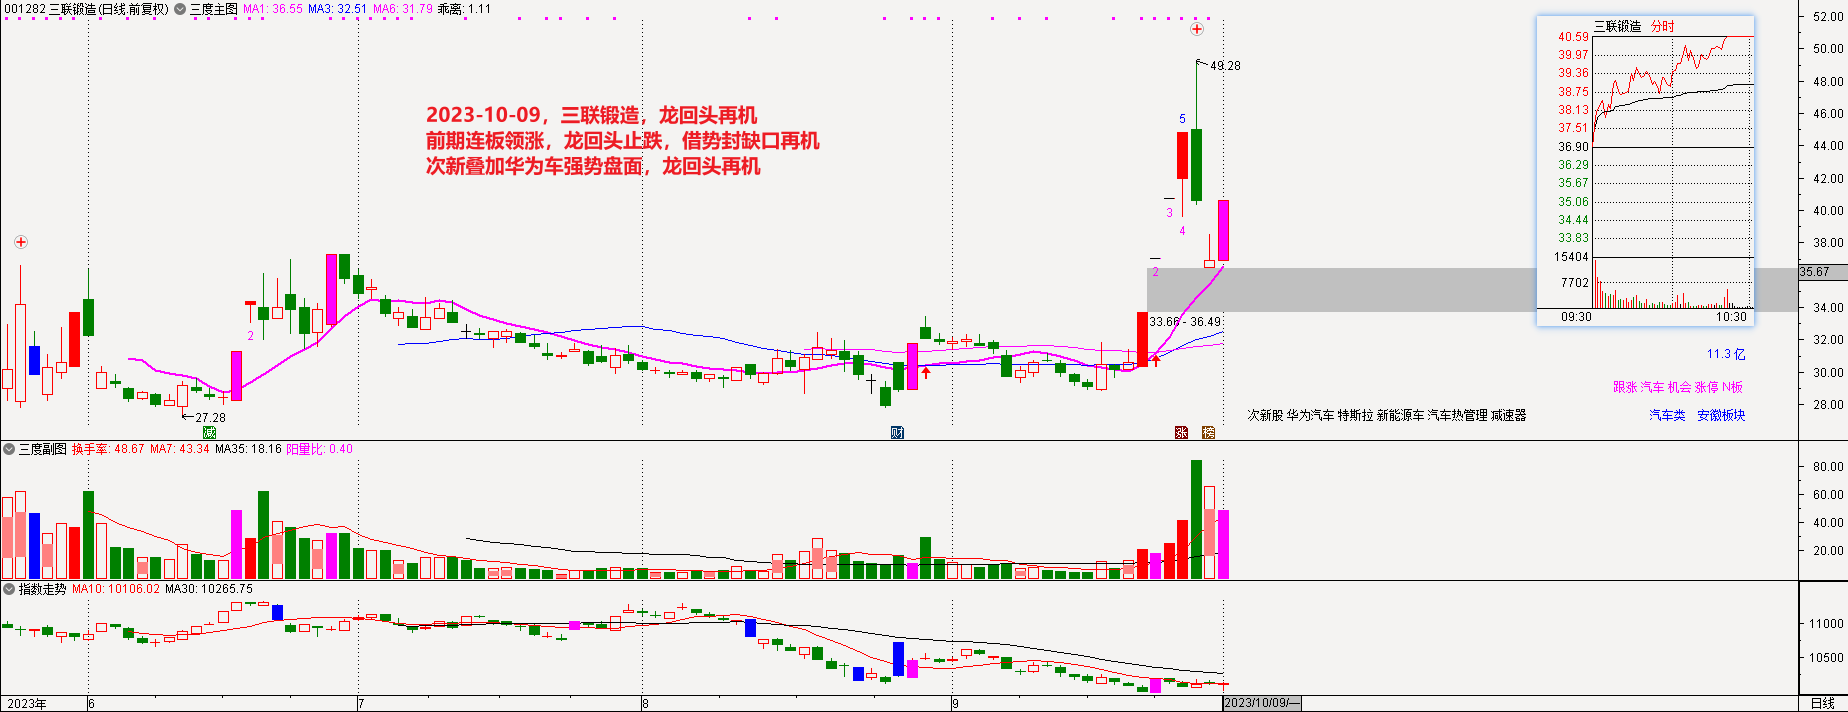 001282 三联锻造(日线.前复权) 三度主图 MA1: 36.55 MA3: 32.51 MA6: 31.79 乖离: 1.11
2023-10-09，三联锻造，龙回头再机
前期连板领涨，龙回头止跌，借势封缺口再机
次新叠加华为车强势盘面，龙回头再机
49.28
5
3
4
2
2
33.66 - 36.49
27.28
减
财
涨
榜
次新股 华为汽车 特斯拉 新能源车 汽车热管理 减速器
11.3 亿
跟涨 汽车 机会 涨停 N板
汽车类 安徽板块
三联锻造 分时
40.59
39.97
39.36
38.75
38.13
37.51
36.90
36.29
35.67
35.06
34.44
33.83
15404
7702
09:30 10:30
52.00
50.00
48.00
46.00
44.00
42.00
40.00
38.00
35.67
34.00
32.00
30.00
28.00
三度副图 换手率: 48.67 MA7: 43.34 MA35: 18.16 阳量比: 0.40
80.00
60.00
40.00
20.00
指数走势 MA10: 10106.02 MA30: 10265.75
11000
10500
2023年 6 7 8 9 2023/10/09/一 日线